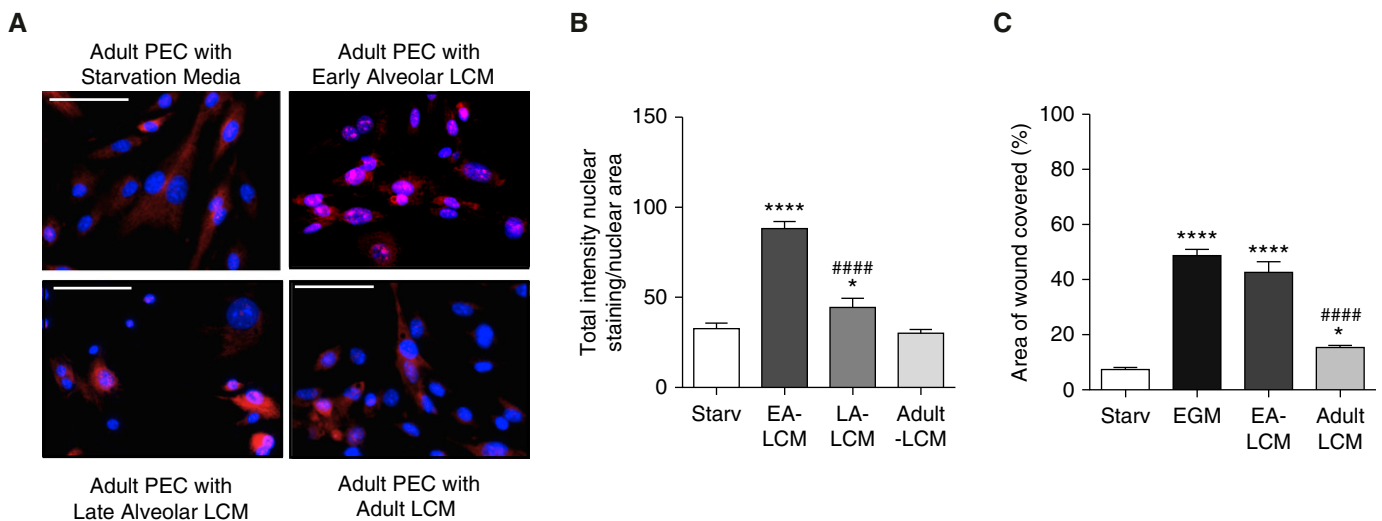 A
Adult PEC with
Starvation Media
Adult PEC with
Early Alveolar LCM
Adult PEC with
Late Alveolar LCM
Adult PEC with
Adult LCM
B
Total intensity nuclear
staining/nuclear area
150
100
50
0
****
####
*
Starv
EA-
LCM
LA-
LCM
Adult
-LCM
C
Area of wound covered (%)
100
80
60
40
20
0
****
****
####
*
Starv
EGM
EA-
LCM
Adult
LCM